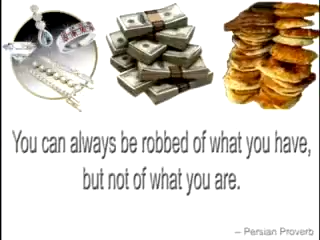 You can always be robbed of what you have,
but not of what you are.
-- Persian Proverb